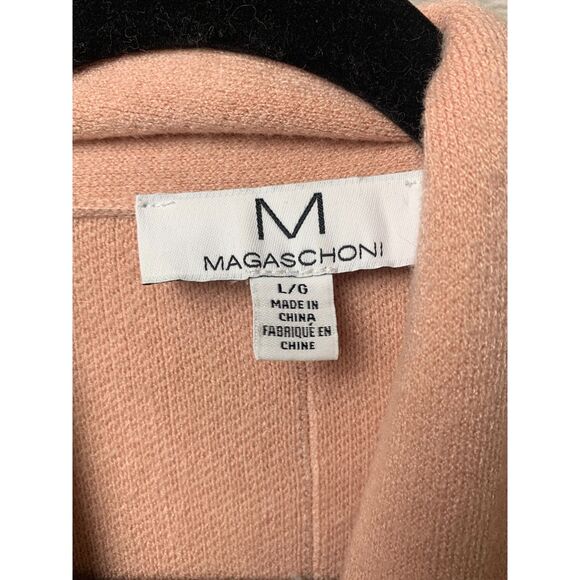 M
MAGASCHONI
L/G
MADE IN
CHINA
FABRIQUÉ EN
CHINE